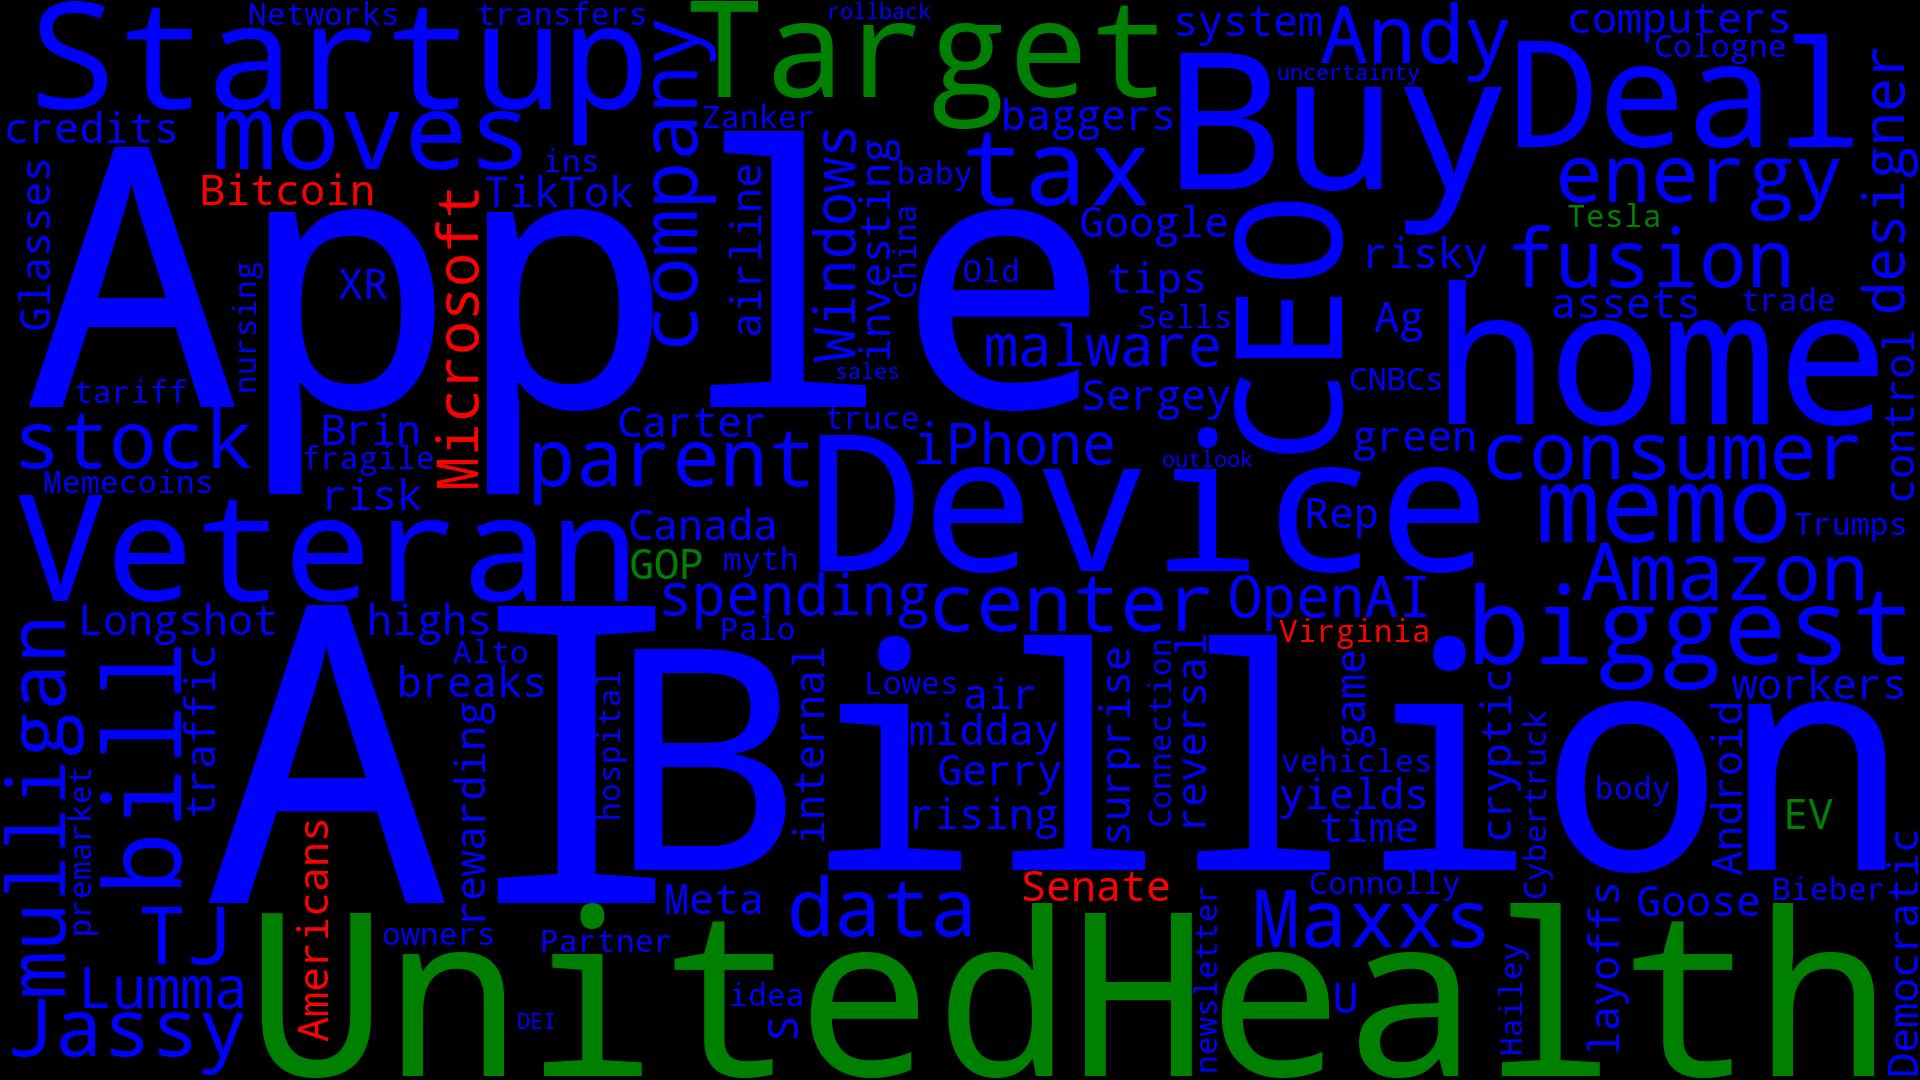 Startup
Networks
transfers
company
Target
rollback
system
Andy
computers
Cologne
Deal
Buy
uncertainty
designer
credits
moves
ins
Zanker
baggers
tax
energy
Glasses
Bitcoin
Microsoft
TikTok
airline
Windows
investing
China
baby
Google
CEO
risky
Tesla
fusion
Apple
XR
nursing
Old
tips
Sells
Ag
assets
trade
home
control
tariff
malware
sales
Sergey
CNBCs
stock
Brin
fragile
Carter
truce
iPhone
parent
outlook
green
consumer
Memecoins
risk
Device
Rep
memo
Trumps
Veteran
Canada
GOP
myth
Amazon
spending
center
OpenAI
Longshot
highs
Palo
Virginia
biggest
mulligan
bill
traffic
Alto
breaks
AI
hospital
Billion
internal
Lowes
air
surprise
Connection
reversal
game
cryptic
workers
midday
Gerry
rising
vehicles
yields
time
Cybertruck
body
Android
EV
premarket
rewarding
Americans
Meta
data
Senate
Connolly
Maxxs
Goose
Bieber
Democratic
TJ
owners
Partner
newsletter
layoffs
Lumma
UnitedHealth
idea
S
U
Hailey
Jassy
DEI